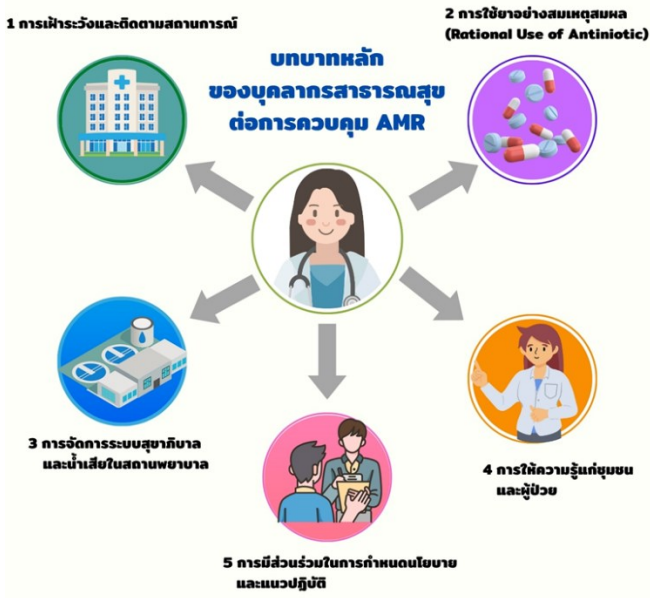 บทบาทหลัก
ของบุคลากรสาธารณสุข
ต่อการควบคุม AMR
1 การเฝ้าระวังและติดตามสถานการณ์
2 การใช้ยาอย่างสมเหตุสมผล
(Rational Use of Antiniotic)
3 การจัดการระบบสุขาภิบาล
และน้ำเสียในสถานพยาบาล
4 การให้ความรู้แก่ชุมชน
และผู้ป่วย
5 การมีส่วนร่วมในการกำหนดนโยบาย
และแนวปฏิบัติ